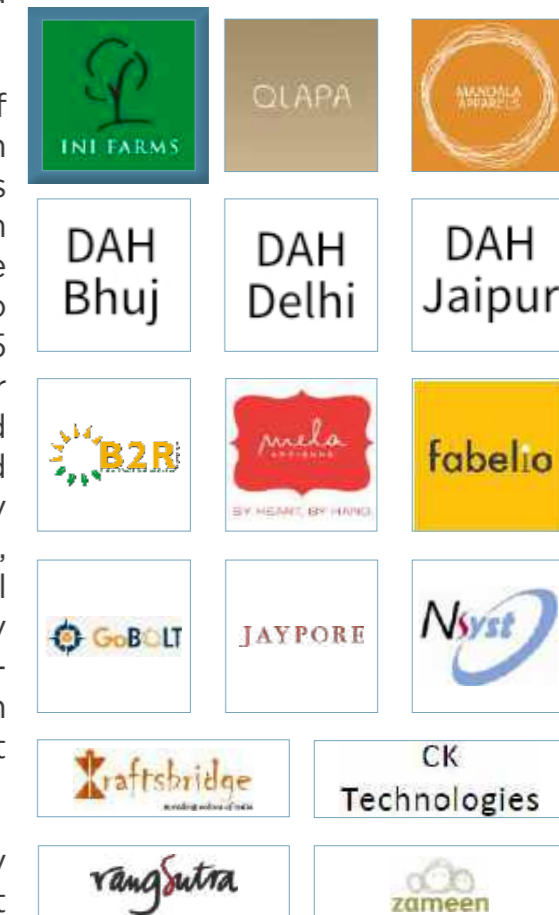 INI FARMS
QLAPA
MANDALA
APPARELS
DAH
Bhuj
DAH
Delhi
DAH
Jaipur
B2R
mela
ARTISANS
BY HEART, BY HAND
fabelio
GoBOLT
JAYPORE
Nsyst
Kraftsbridge
CK
Technologies
rangSutra
zameen